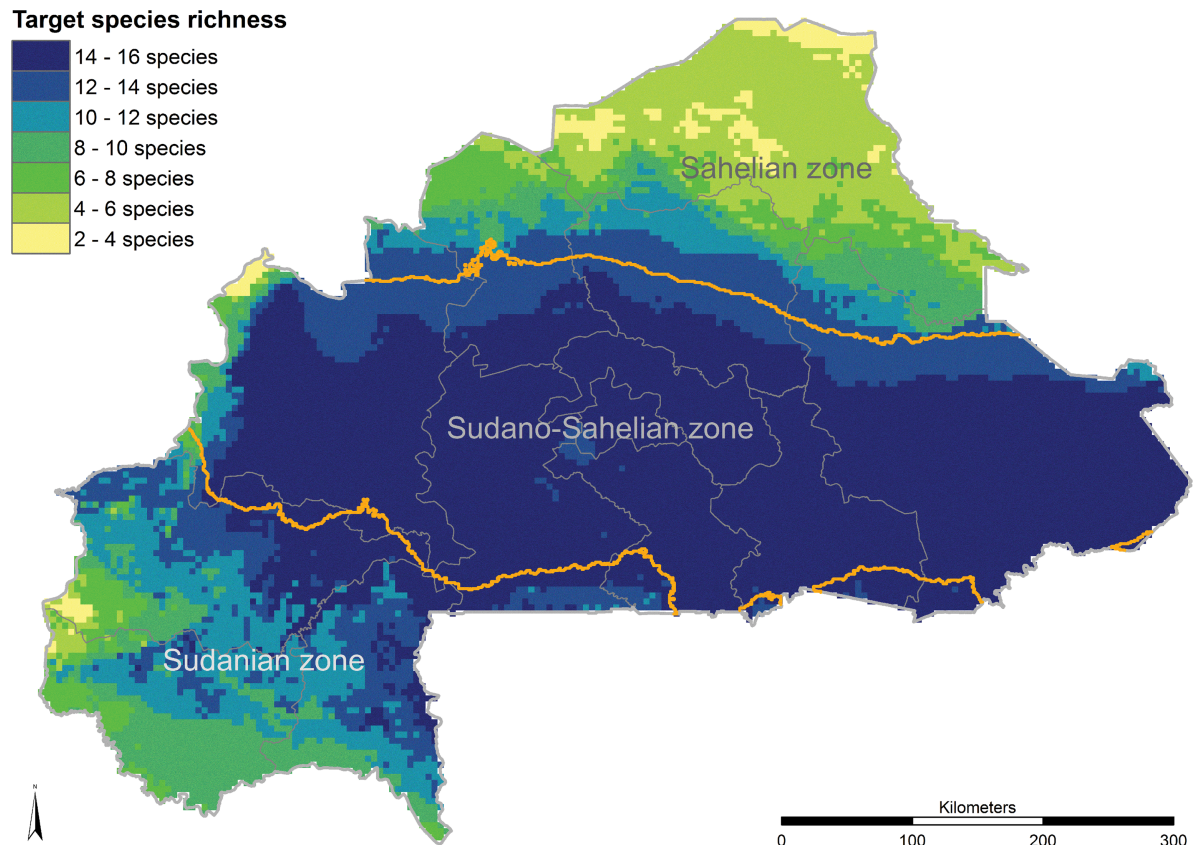 Target species richness
14 - 16 species
12 - 14 species
10 - 12 species
8 - 10 species
6 - 8 species
4 - 6 species
2 - 4 species
Sahelian zone
Sudano-Sahelian zone
Sudanian zone
N
Kilometers
0 100 200 300